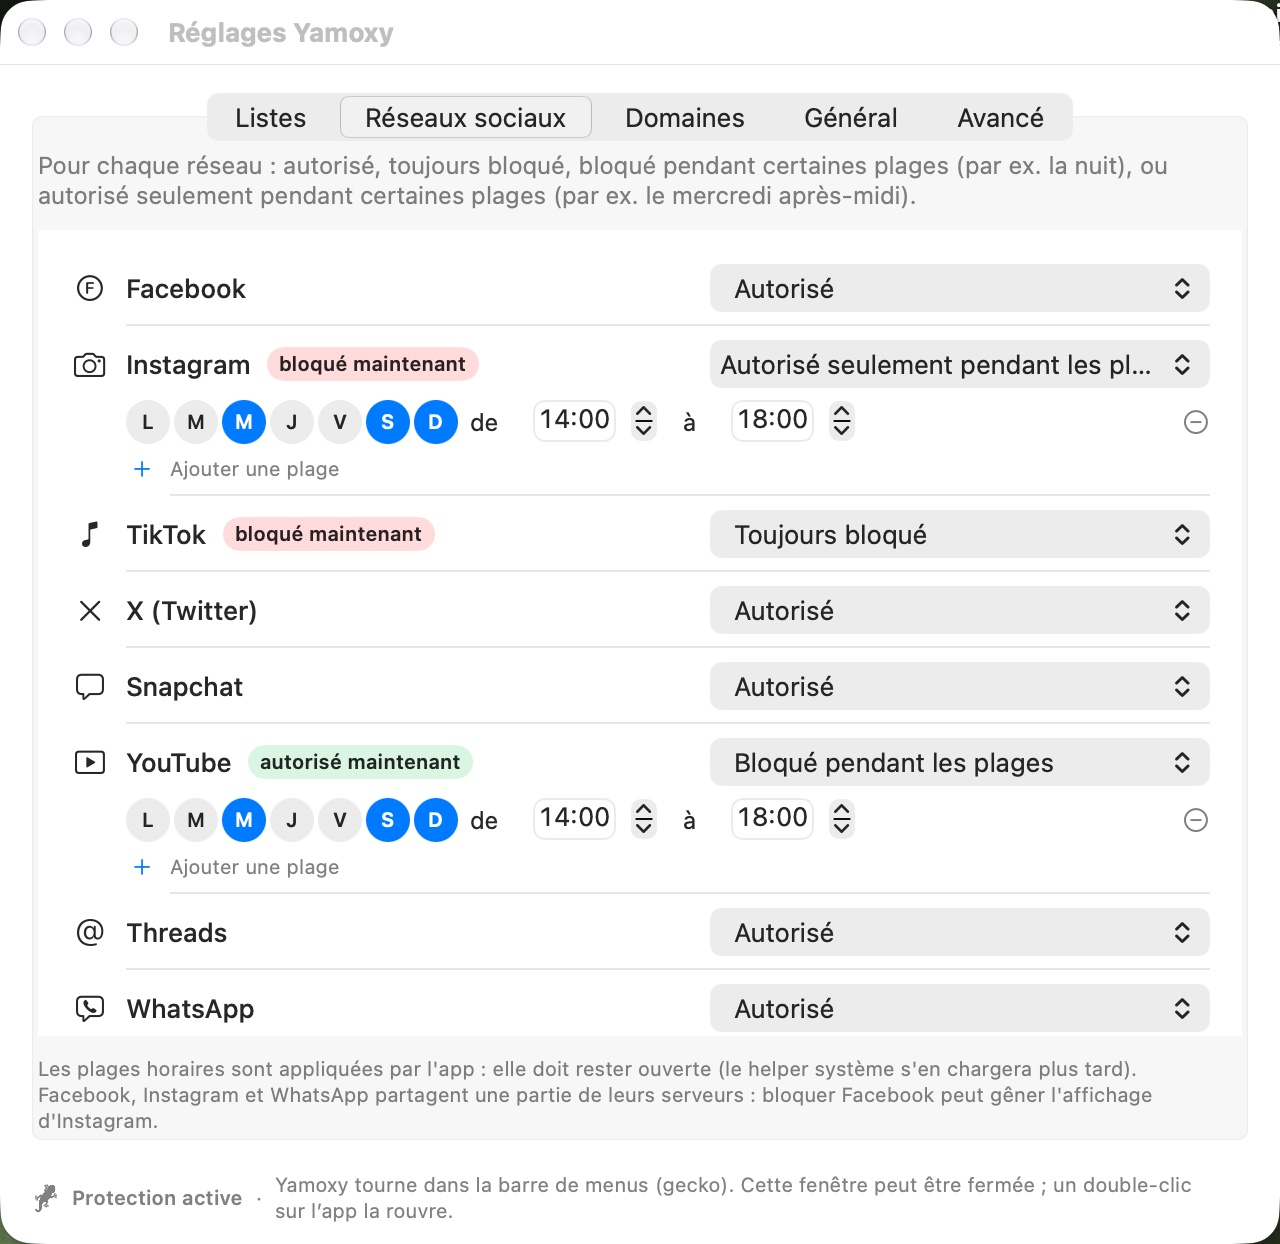 Réglages Yamoxy
Listes Réseaux sociaux Domaines Général Avancé
Pour chaque réseau : autorisé, toujours bloqué, bloqué pendant certaines plages (par ex. la nuit), ou
autorisé seulement pendant certaines plages (par ex. le mercredi après-midi).
F Facebook Autorisé
Instagram bloqué maintenant Autorisé seulement pendant les pl...
L M M J V S D de 14:00 à 18:00
+ Ajouter une plage
TikTok bloqué maintenant Toujours bloqué
X (Twitter) Autorisé
Snapchat Autorisé
YouTube autorisé maintenant Bloqué pendant les plages
L M M J V S D de 14:00 à 18:00
+ Ajouter une plage
@ Threads Autorisé
WhatsApp Autorisé
Les plages horaires sont appliquées par l'app : elle doit rester ouverte (le helper système s'en chargera plus tard).
Facebook, Instagram et WhatsApp partagent une partie de leurs serveurs : bloquer Facebook peut gêner l'affichage
d'Instagram.
Protection active · Yamoxy tourne dans la barre de menus (gecko). Cette fenêtre peut être fermée ; un double-clic
sur l’app la rouvre.